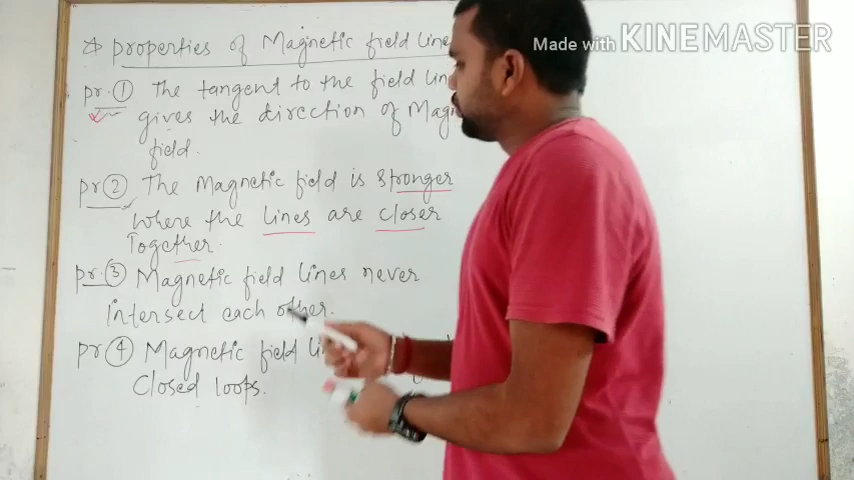 ☆ properties of Magnetic field Line
Made with KINEMASTER
pr.① The tangent to the field lin
gives the direction of Mag
field.
pr② The Magnetic field is stronger
where the lines are closer
Together.
pr.③ Magnetic field lines never
intersect each other.
pr④ Magnetic field li
Closed loops.